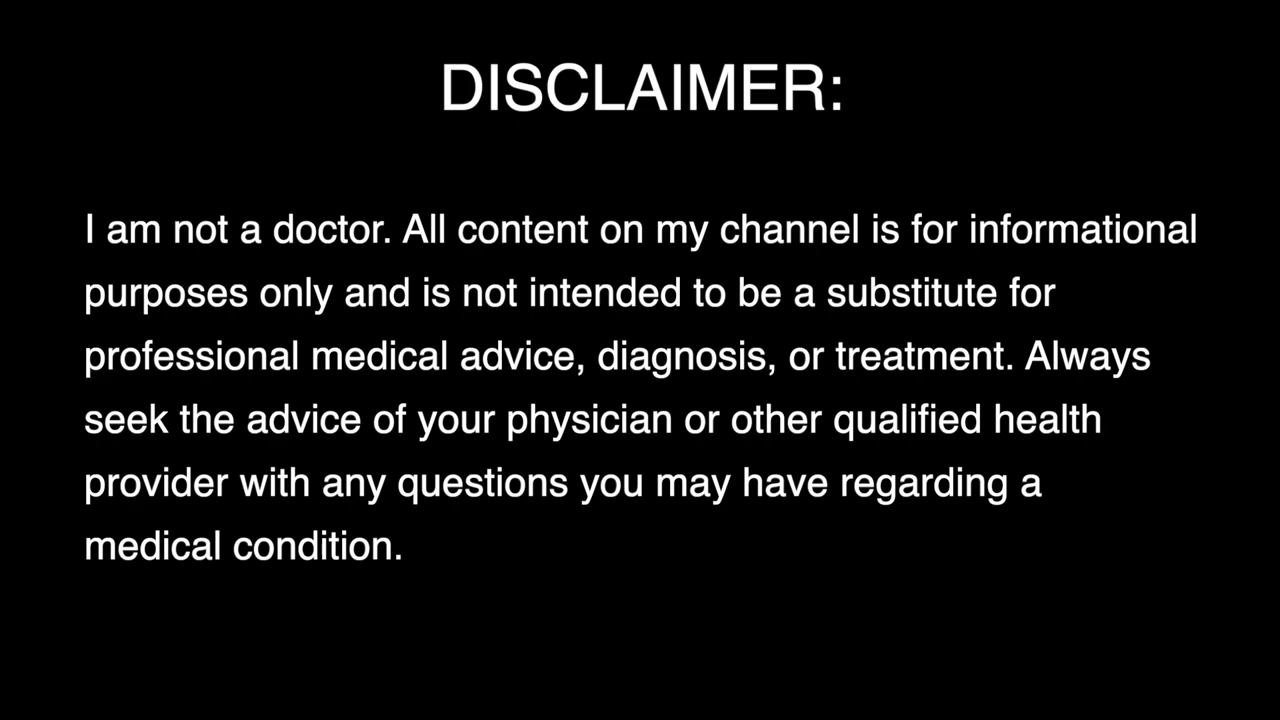 DISCLAIMER:
I am not a doctor. All content on my channel is for informational
purposes only and is not intended to be a substitute for
professional medical advice, diagnosis, or treatment. Always
seek the advice of your physician or other qualified health
provider with any questions you may have regarding a
medical condition.